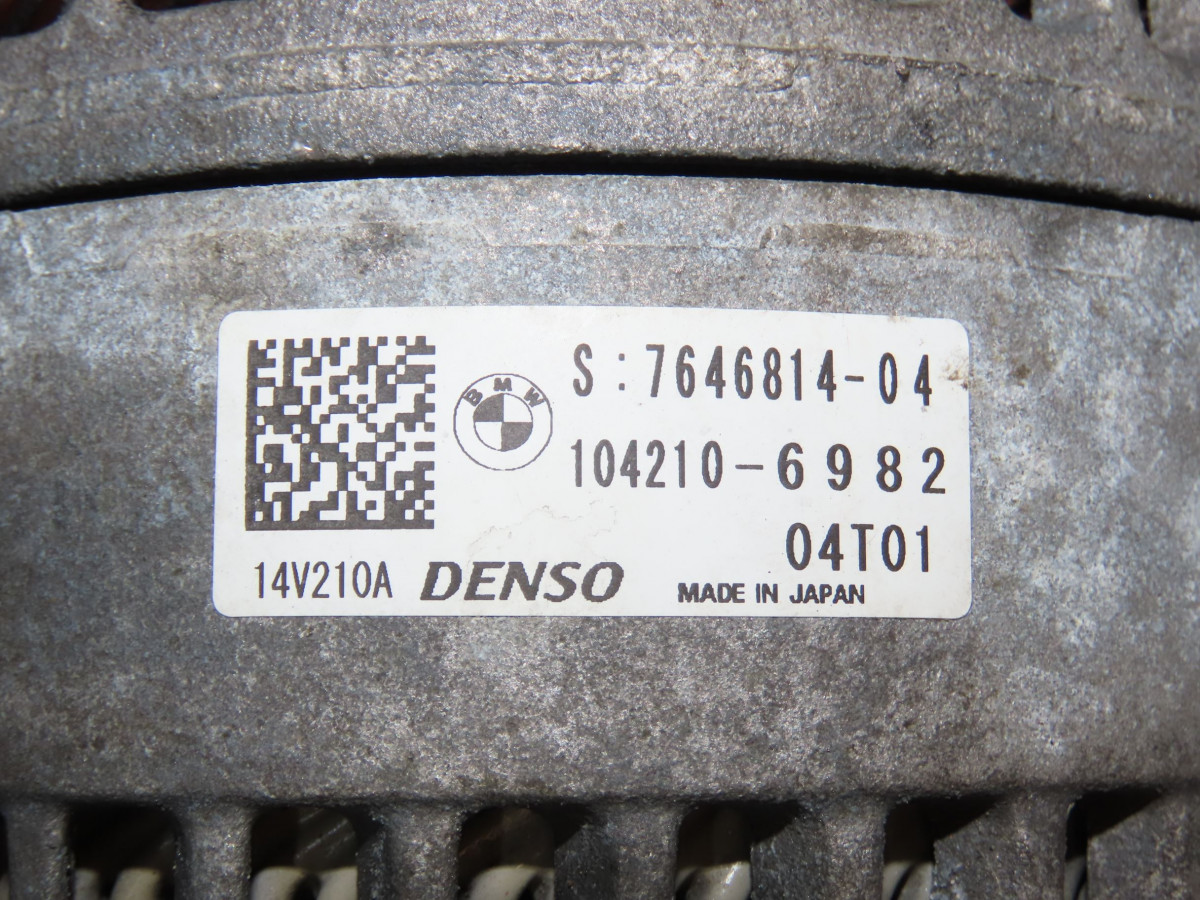 BMW
S:7646814-04
104210-6982
04T01
14V210A DENSO MADE IN JAPAN